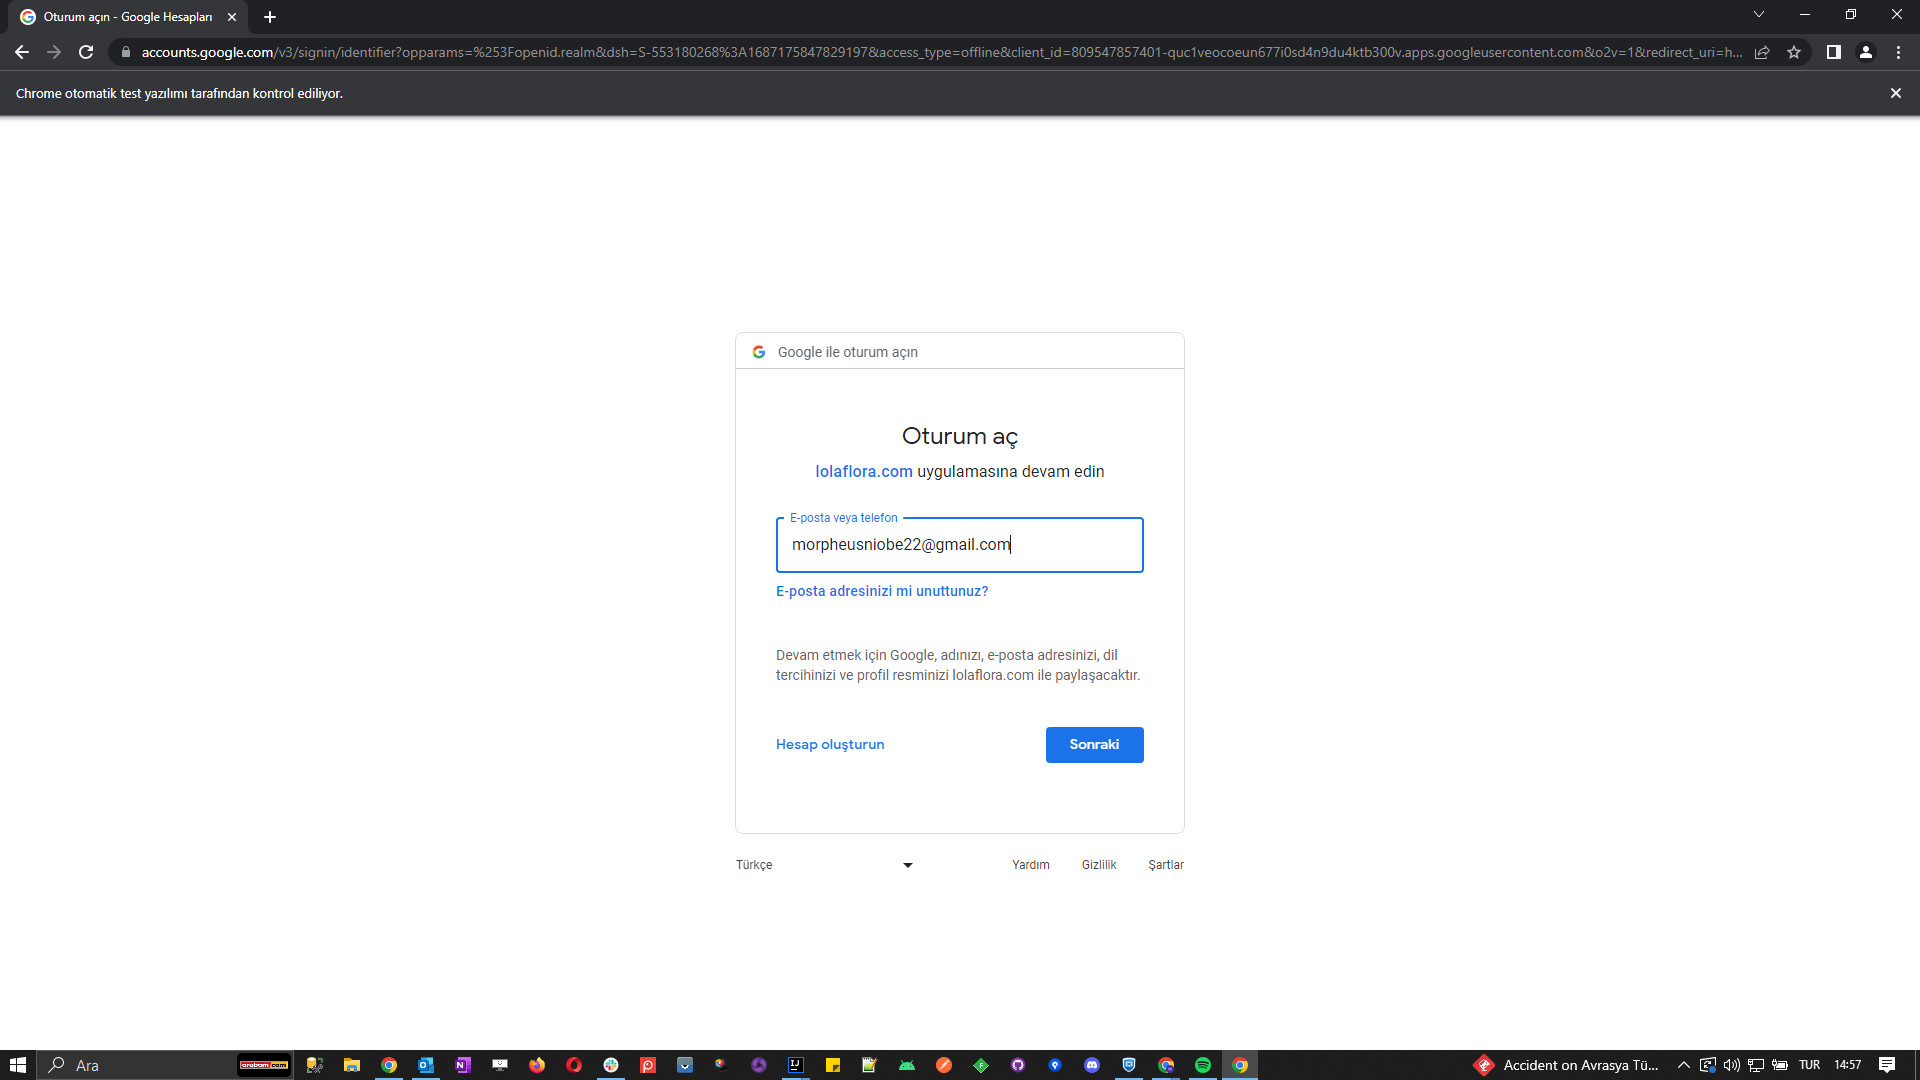 Oturum açın - Google Hesapları
accounts.google.com/v3/signin/identifier?opparams=%253Fopenid.realm&dsh=S-553180268%3A1687175847829197&access_type=offline&client_id=809547857401-quc1veocoeun677i0sd4n9du4ktb300v.apps.googleusercontent.com&o2v=1&redirect_uri=h...
Chrome otomatik test yazılımı tarafından kontrol ediliyor.
Google ile oturum açın
Oturum aç
lolaflora.com uygulamasına devam edin
E-posta veya telefon
morpheusniobe22@gmail.com
E-posta adresinizi mi unuttunuz?
Devam etmek için Google, adınızı, e-posta adresinizi, dil
tercihinizi ve profil resminizi lolaflora.com ile paylaşacaktır.
Hesap oluşturun
Sonraki
Türkçe
Yardım
Gizlilik
Şartlar
Ara
arabam.com
Accident on Avrasya Tü...
TUR
14:57